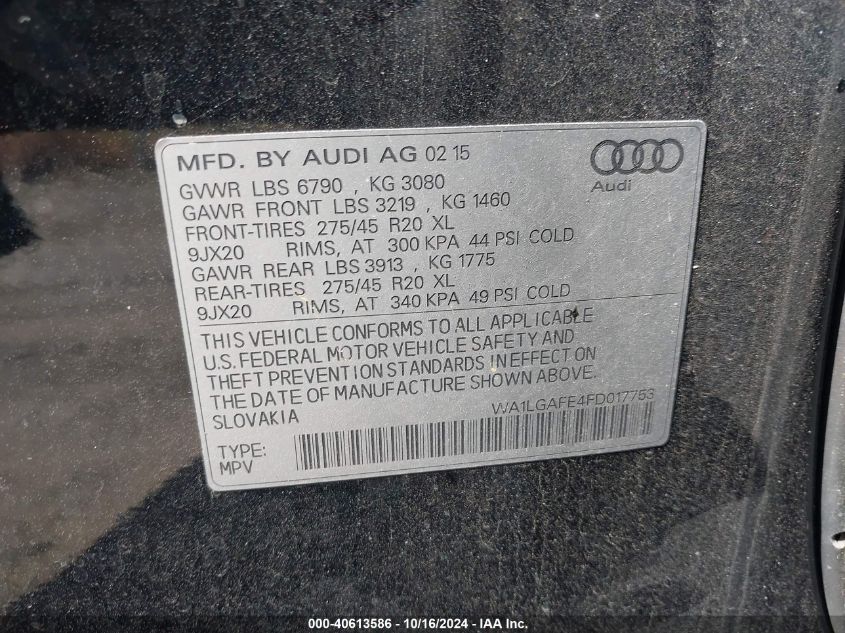 MFD. BY AUDI AG 02 15
Audi
GVWR LBS 6790 , KG 3080
GAWR FRONT LBS 3219 , KG 1460
FRONT-TIRES 275/45 R20 XL
9JX20 RIMS, AT 300 KPA 44 PSI COLD
GAWR REAR LBS 3913 , KG 1775
REAR-TIRES 275/45 R20 XL
9JX20 RIMS, AT 340 KPA 49 PSI COLD
THIS VEHICLE CONFORMS TO ALL APPLICABLE
U.S. FEDERAL MOTOR VEHICLE SAFETY AND
THEFT PREVENTION STANDARDS IN EFFECT ON
THE DATE OF MANUFACTURE SHOWN ABOVE.
SLOVAKIA
WA1LGAFE4FD017753
TYPE:
MPV
000-40613586 - 10/16/2024 - IAA Inc.